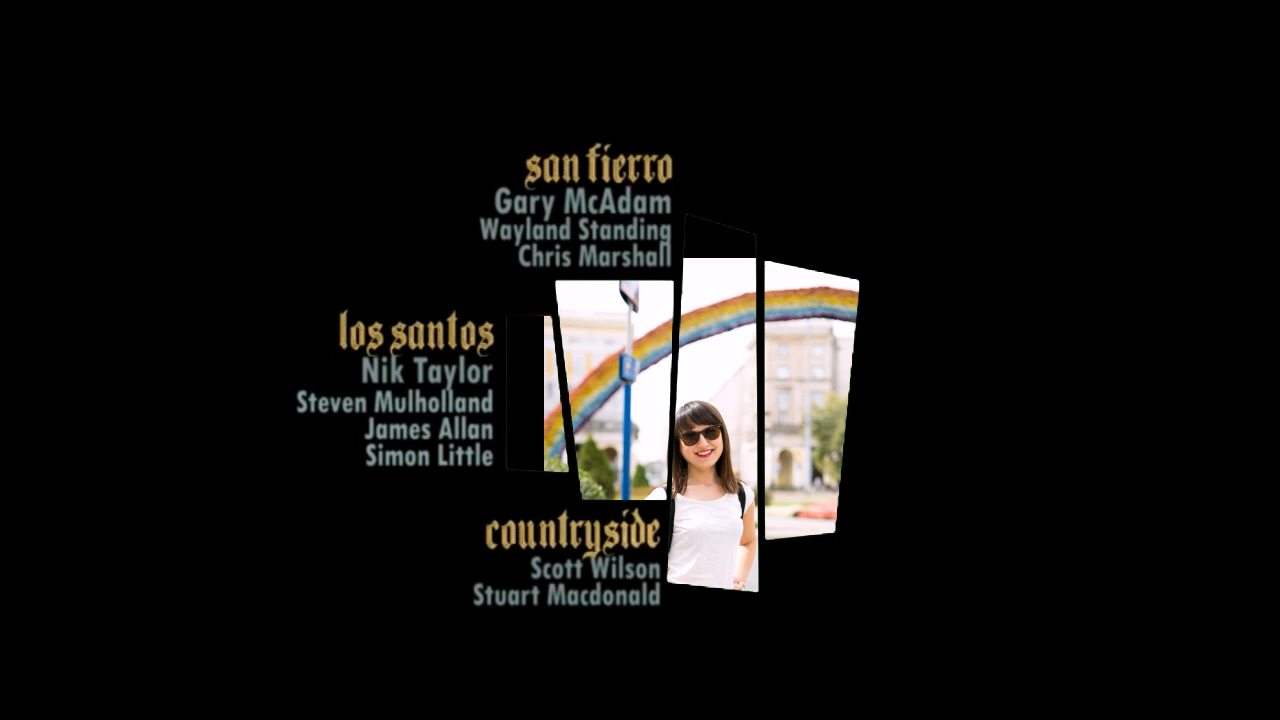 san fierro
Gary McAdam
Wayland Standing
Chris Marshall
los santos
Nik Taylor
Steven Mulholland
James Allan
Simon Little
countryside
Scott Wilson
Stuart Macdonald